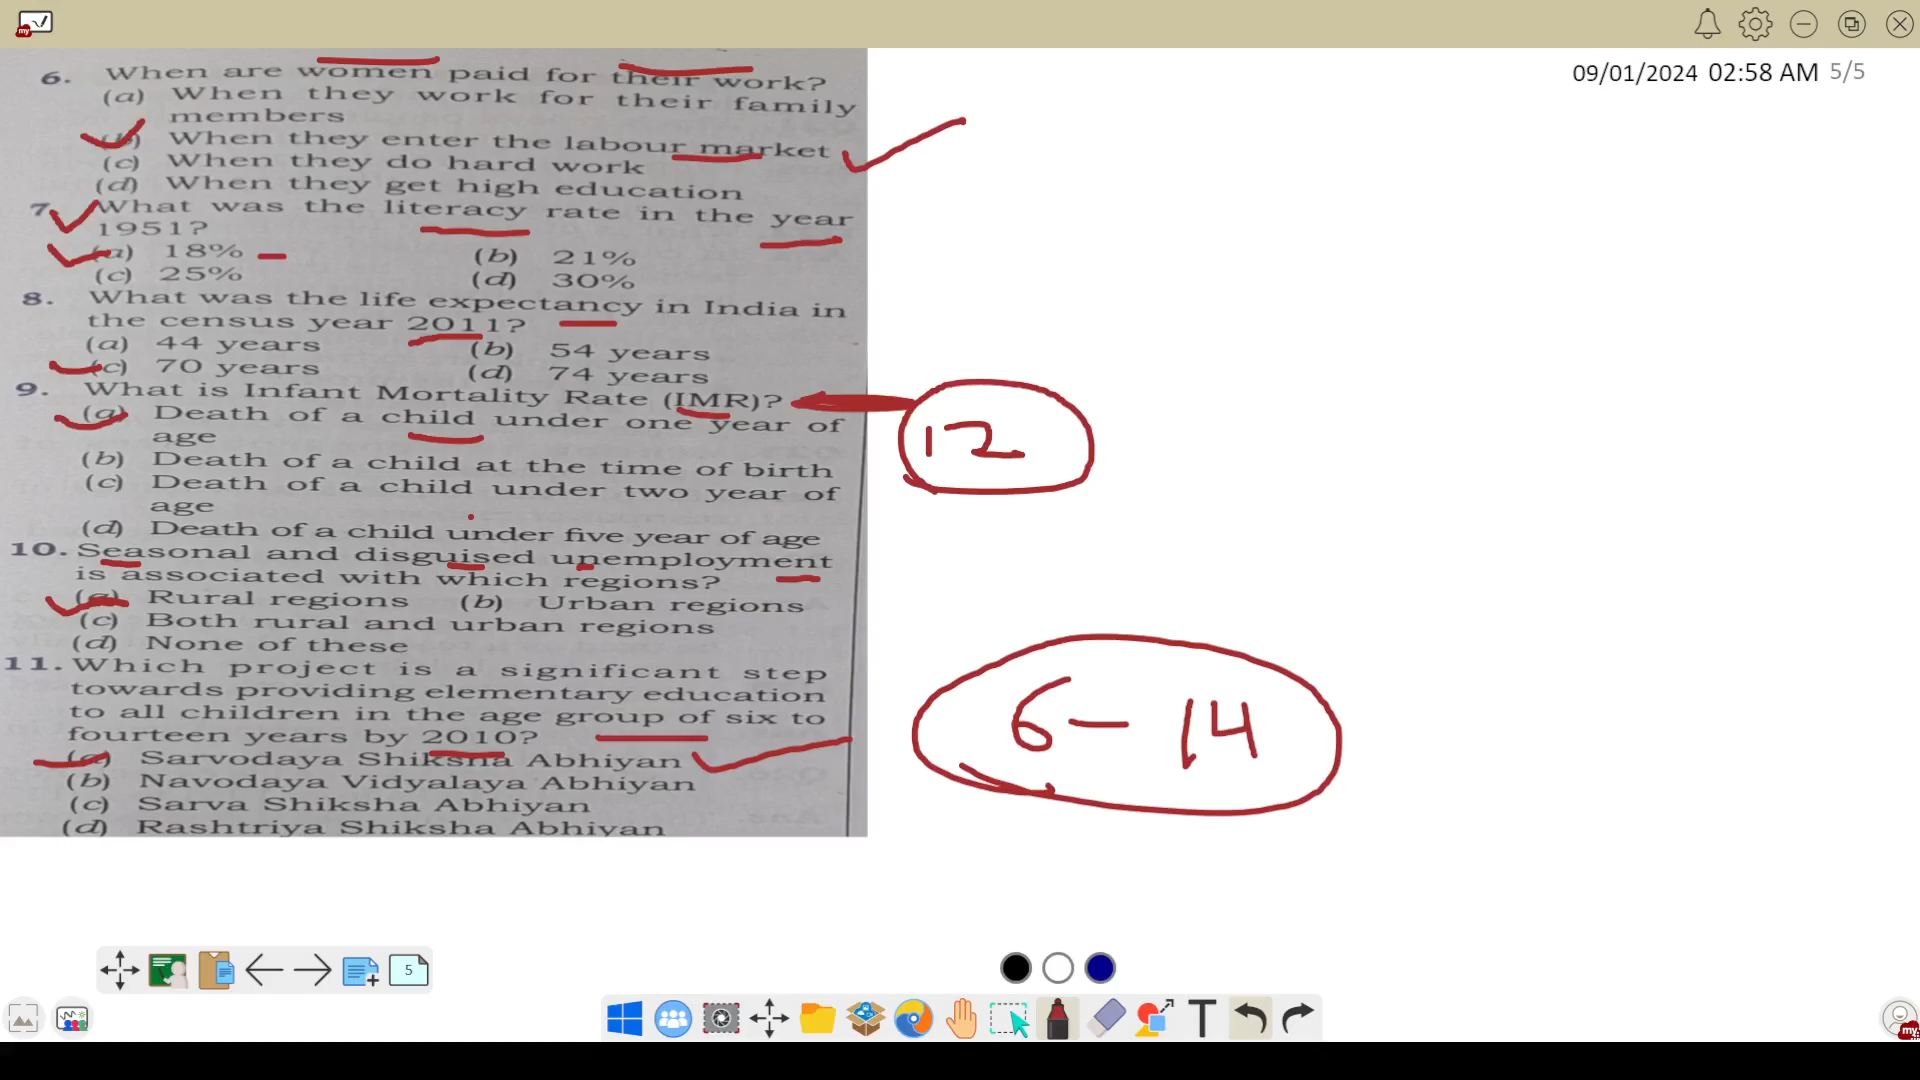 09/01/2024 02:58 AM 5/5
6. When are women paid for their work?
(a) When they work for their family
members
(b) When they enter the labour market
(c) When they do hard work
(d) When they get high education
7. What was the literacy rate in the year
1951?
(a) 18% (b) 21%
(c) 25% (d) 30%
8. What was the life expectancy in India in
the census year 2011?
(a) 44 years (b) 54 years
(c) 70 years (d) 74 years
9. What is Infant Mortality Rate (IMR)?
(a) Death of a child under one year of
age
12
(b) Death of a child at the time of birth
(c) Death of a child under two year of
age
(d) Death of a child under five year of age
10. Seasonal and disguised unemployment
is associated with which regions?
(a) Rural regions (b) Urban regions
(c) Both rural and urban regions
(d) None of these
11. Which project is a significant step
towards providing elementary education
to all children in the age group of six to
fourteen years by 2010?
6 - 14
(a) Sarvodaya Shiksha Abhiyan
(b) Navodaya Vidyalaya Abhiyan
(c) Sarva Shiksha Abhiyan
(d) Rashtriya Shiksha Abhiyan
5
T
my
my